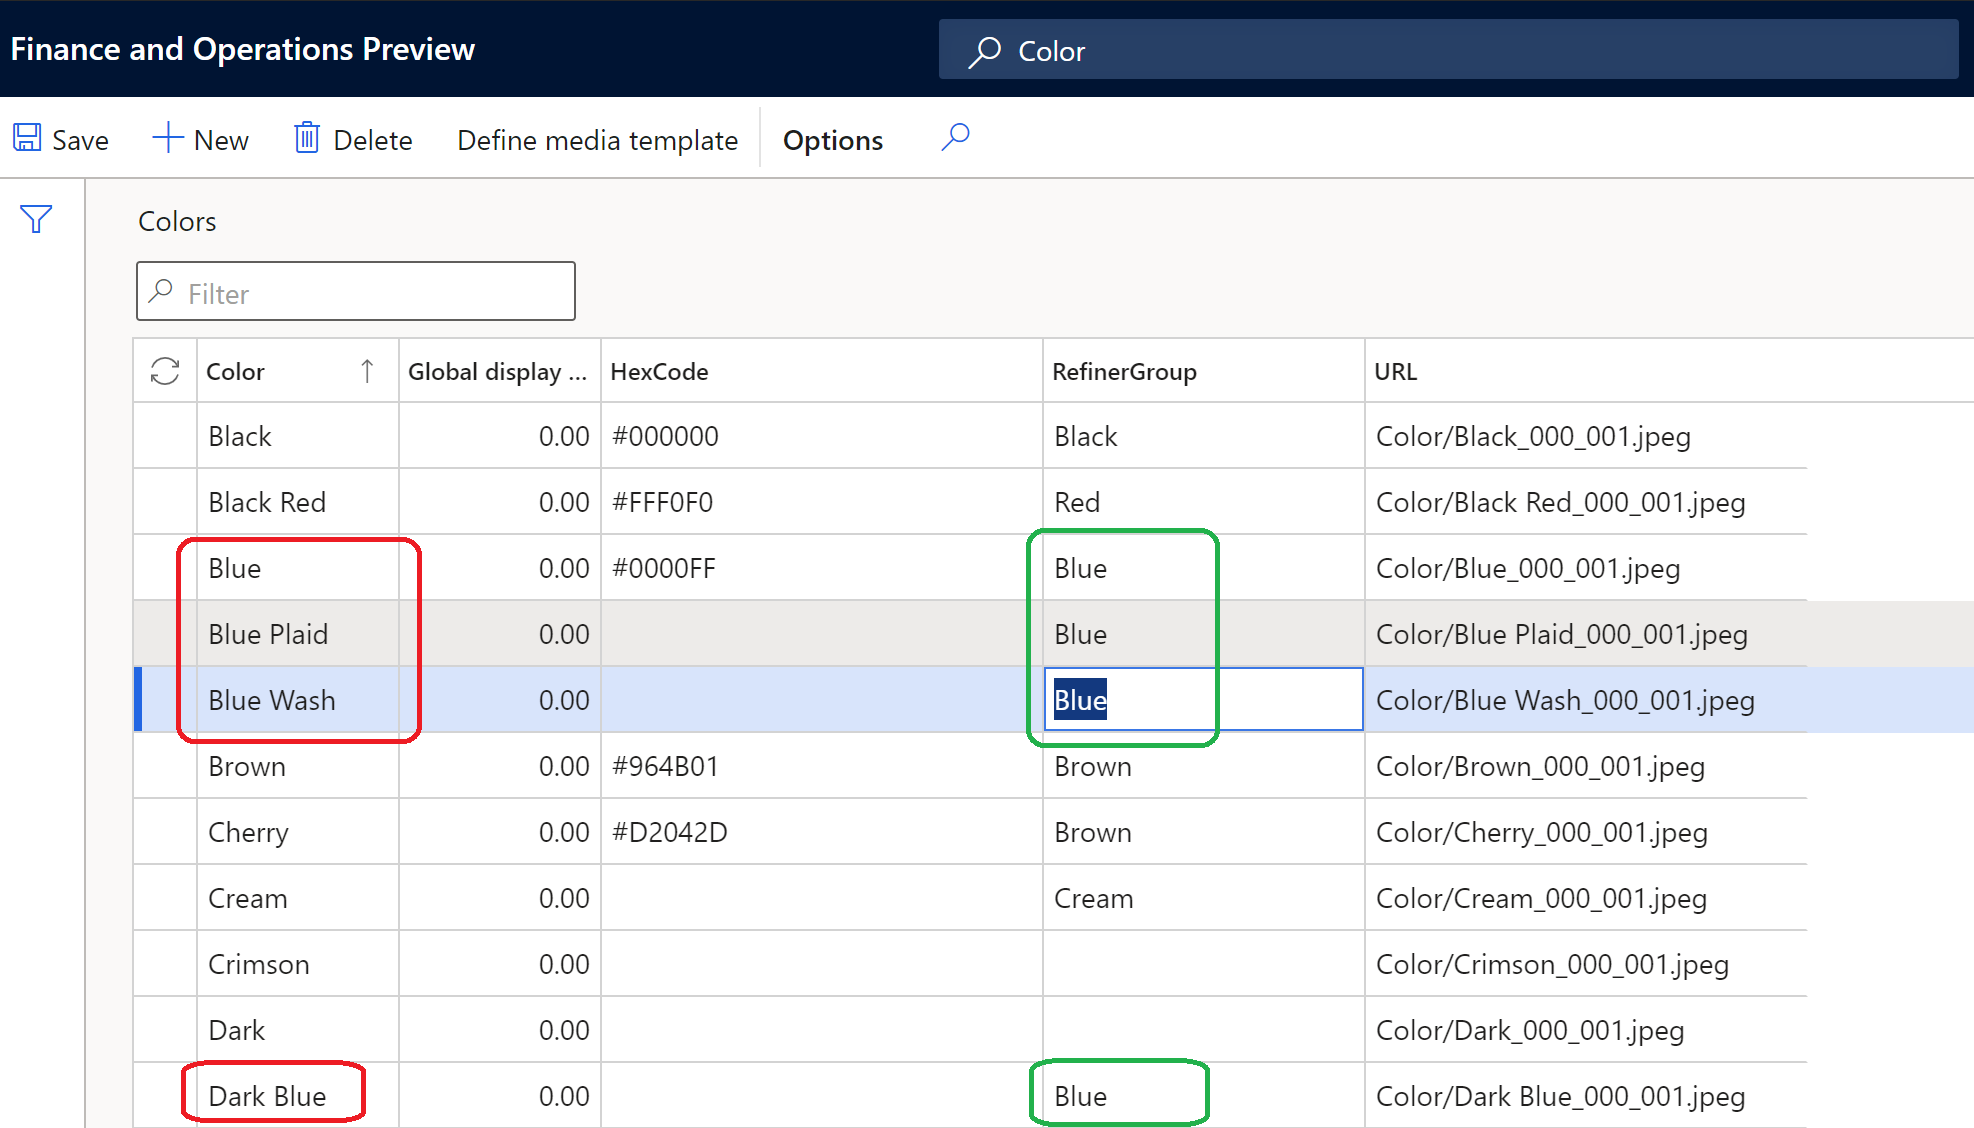 Finance and Operations Preview Color
Save New Delete Define media template Options
Colors
Filter
Color Global display ... HexCode RefinerGroup URL
Black 0.00 #000000 Black Color/Black_000_001.jpeg
Black Red 0.00 #FFF0F0 Red Color/Black Red_000_001.jpeg
Blue 0.00 #0000FF Blue Color/Blue_000_001.jpeg
Blue Plaid 0.00 Blue Color/Blue Plaid_000_001.jpeg
Blue Wash 0.00 Blue Color/Blue Wash_000_001.jpeg
Brown 0.00 #964B01 Brown Color/Brown_000_001.jpeg
Cherry 0.00 #D2042D Brown Color/Cherry_000_001.jpeg
Cream 0.00 Cream Color/Cream_000_001.jpeg
Crimson 0.00 Color/Crimson_000_001.jpeg
Dark 0.00 Color/Dark_000_001.jpeg
Dark Blue 0.00 Blue Color/Dark Blue_000_001.jpeg